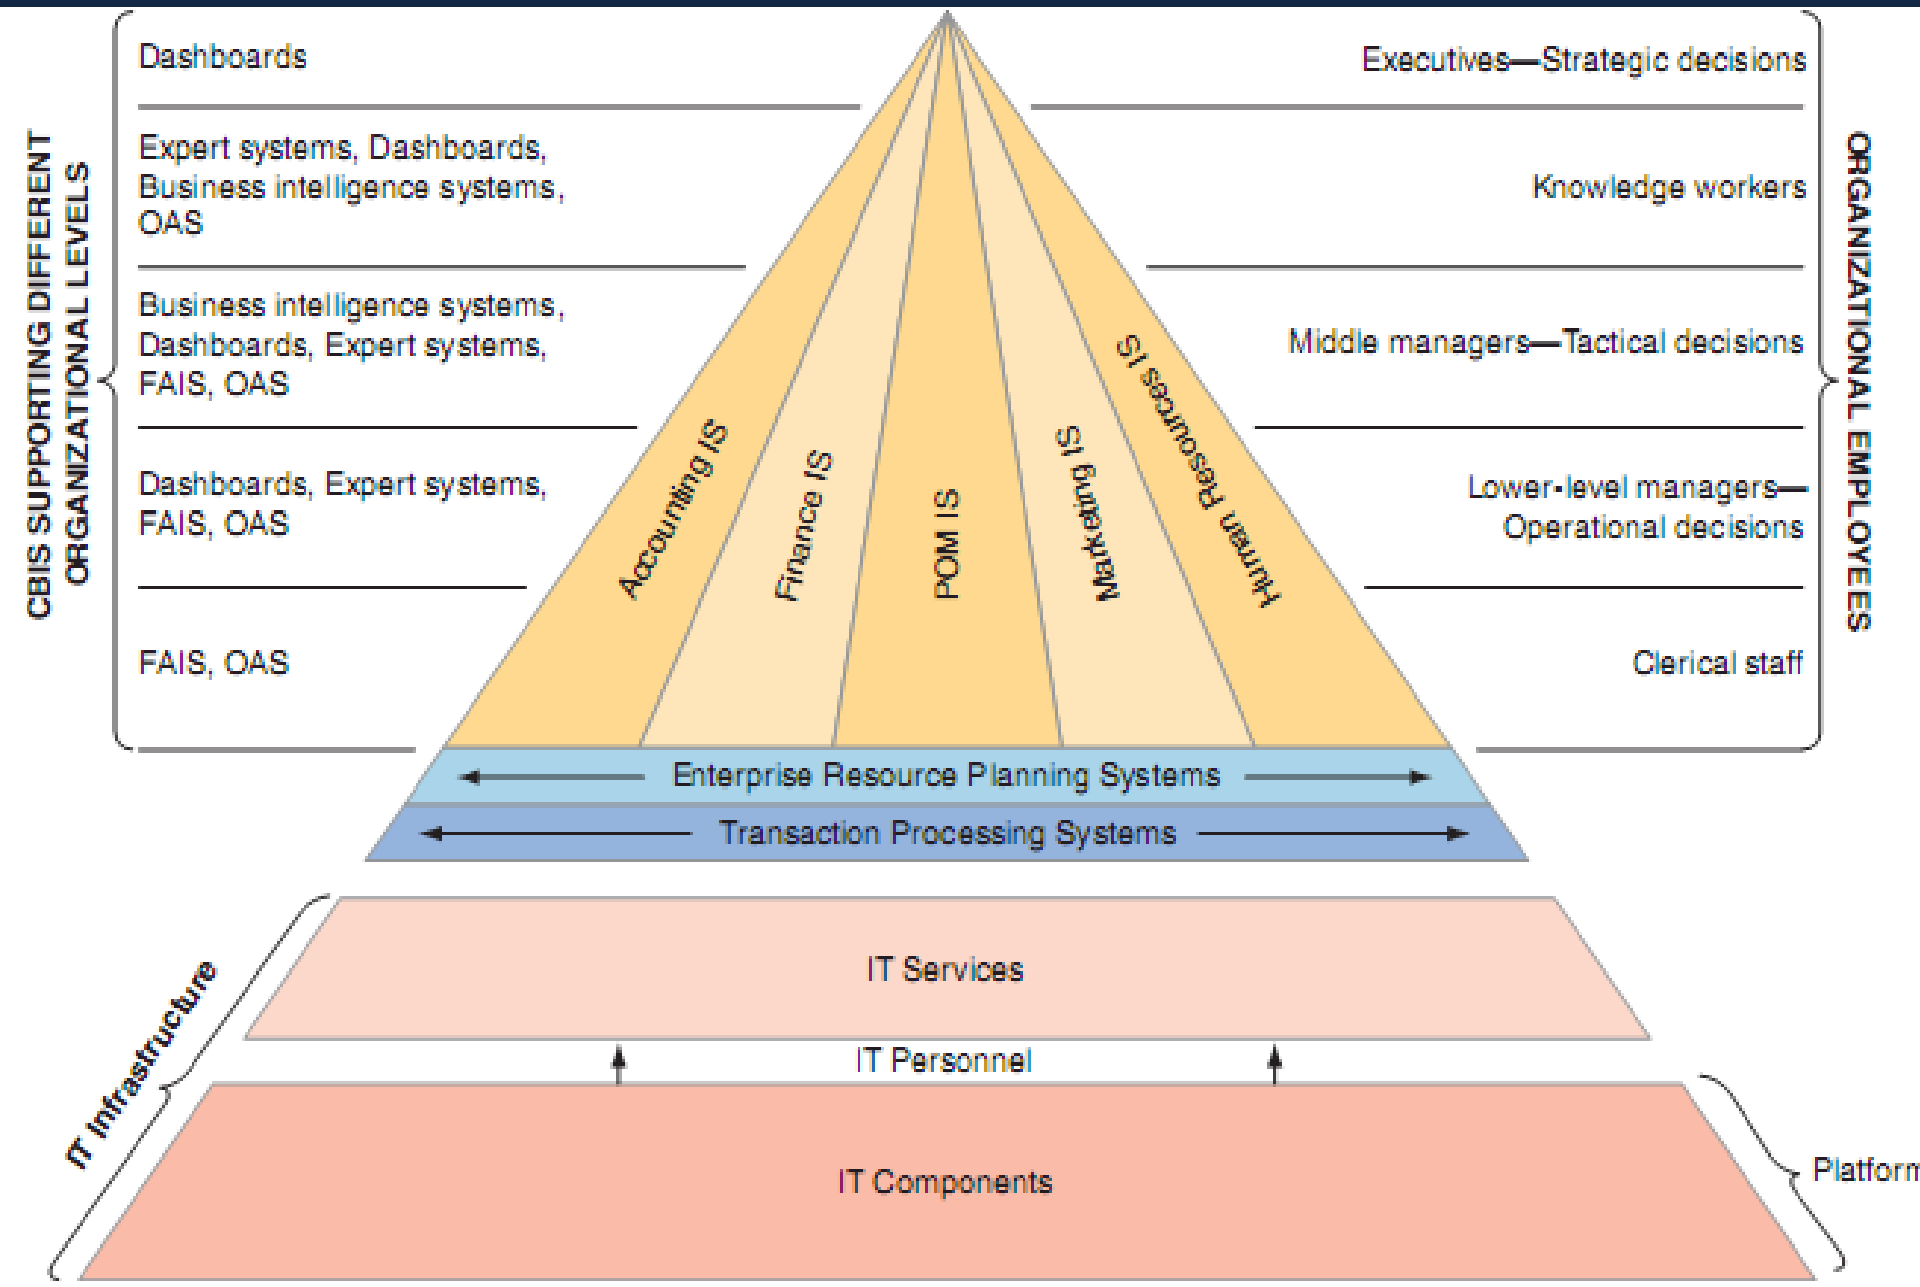 CBIS SUPPORTING DIFFERENT
ORGANIZATIONAL LEVELS
Dashboards
Expert systems, Dashboards,
Business intelligence systems,
OAS
Business intelligence systems,
Dashboards, Expert systems,
FAIS, OAS
Dashboards, Expert systems,
FAIS, OAS
FAIS, OAS
Accounting IS
Finance IS
POM IS
Marketing IS
Human Resources IS
Executives—Strategic decisions
Knowledge workers
Middle managers—Tactical decisions
Lower-level managers—
Operational decisions
Clerical staff
ORGANIZATIONAL EMPLOYEES
Enterprise Resource Planning Systems
Transaction Processing Systems
IT Infrastructure
IT Services
IT Personnel
IT Components
Platform